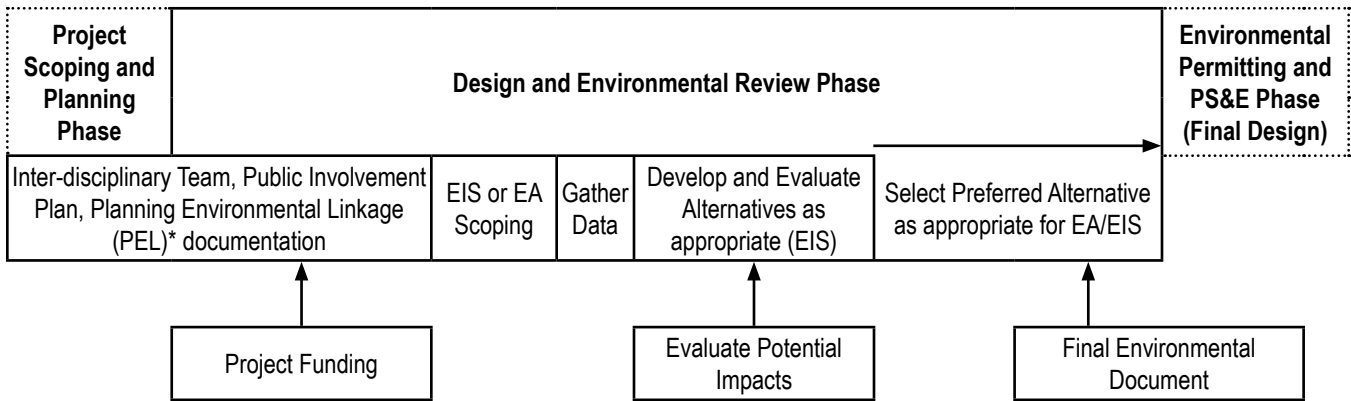 Project
Scoping and
Planning
Phase
Design and Environmental Review Phase
Environmental
Permitting and
PS&E Phase
(Final Design)
Inter-disciplinary Team, Public Involvement
Plan, Planning Environmental Linkage
(PEL)* documentation
EIS or EA
Scoping
Gather
Data
Develop and Evaluate
Alternatives as
appropriate (EIS)
Select Preferred Alternative
as appropriate for EA/EIS
Project Funding
Evaluate Potential
Impacts
Final Environmental
Document